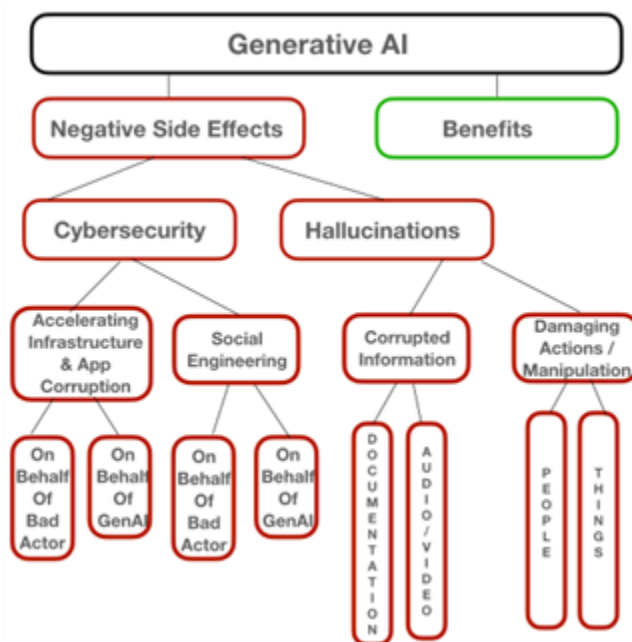 Generative AI
Negative Side Effects
Benefits
Cybersecurity
Hallucinations
Accelerating
Infrastructure
& App
Corruption
Social
Engineering
Corrupted
Information
Damaging
Actions /
Manipulation
On
Behalf
Of
Bad
Actor
On
Behalf
Of
GenAI
On
Behalf
Of
Bad
Actor
On
Behalf
Of
GenAI
DOCUMENTATION
AUDIO/VIDEO
PEOPLE
THINGS